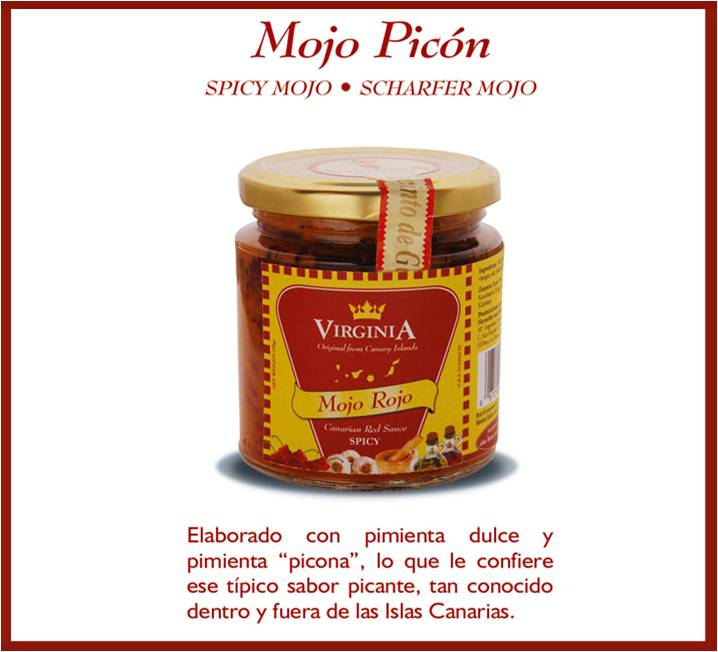 Mojo Picón
SPICY MOJO • SCHARFER MOJO
VIRGINIA
Original from Canary Islands
Mojo Rojo
Canarian Red Sauce
SPICY
Elaborado con pimienta dulce y
pimienta “picona”, lo que le confiere
ese típico sabor picante, tan conocido
dentro y fuera de las Islas Canarias.